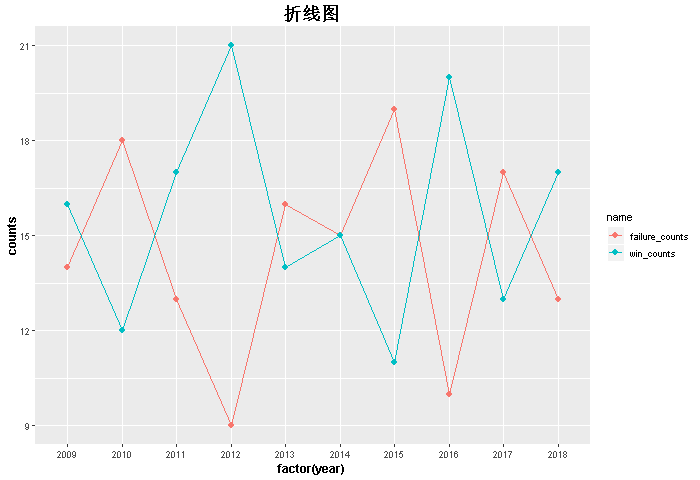 折线图
counts
21
18
15
12
9
2009 2010 2011 2012 2013 2014 2015 2016 2017 2018
factor(year)
name
failure_counts
win_counts